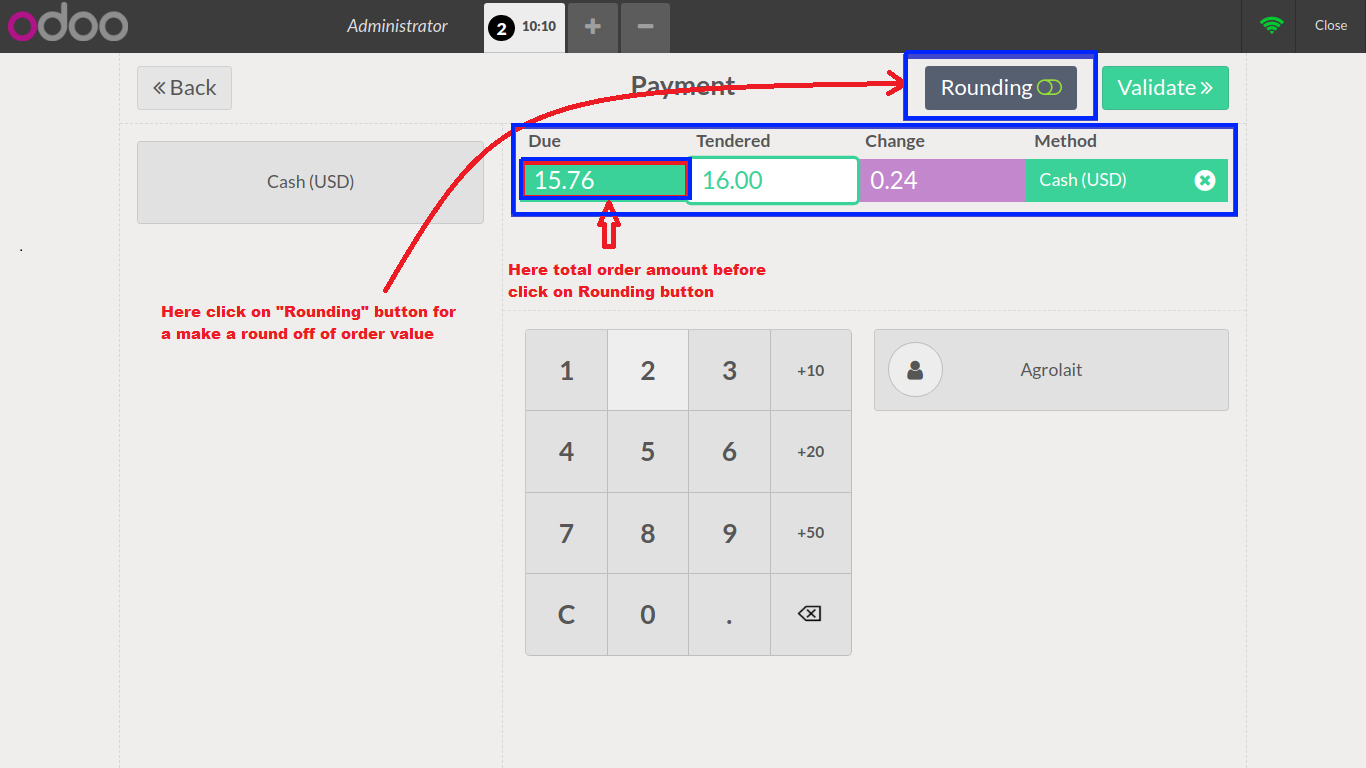 odoo
Administrator
2 10:10
+
−
Close
« Back
Payment
Rounding
Validate »
Cash (USD)
Due Tendered Change Method
15.76 16.00 0.24 Cash (USD)
Here total order amount before
click on Rounding button
Here click on "Rounding" button for
a make a round off of order value
.
1 2 3 +10
4 5 6 +20
7 8 9 +50
C 0 .
Agrolait